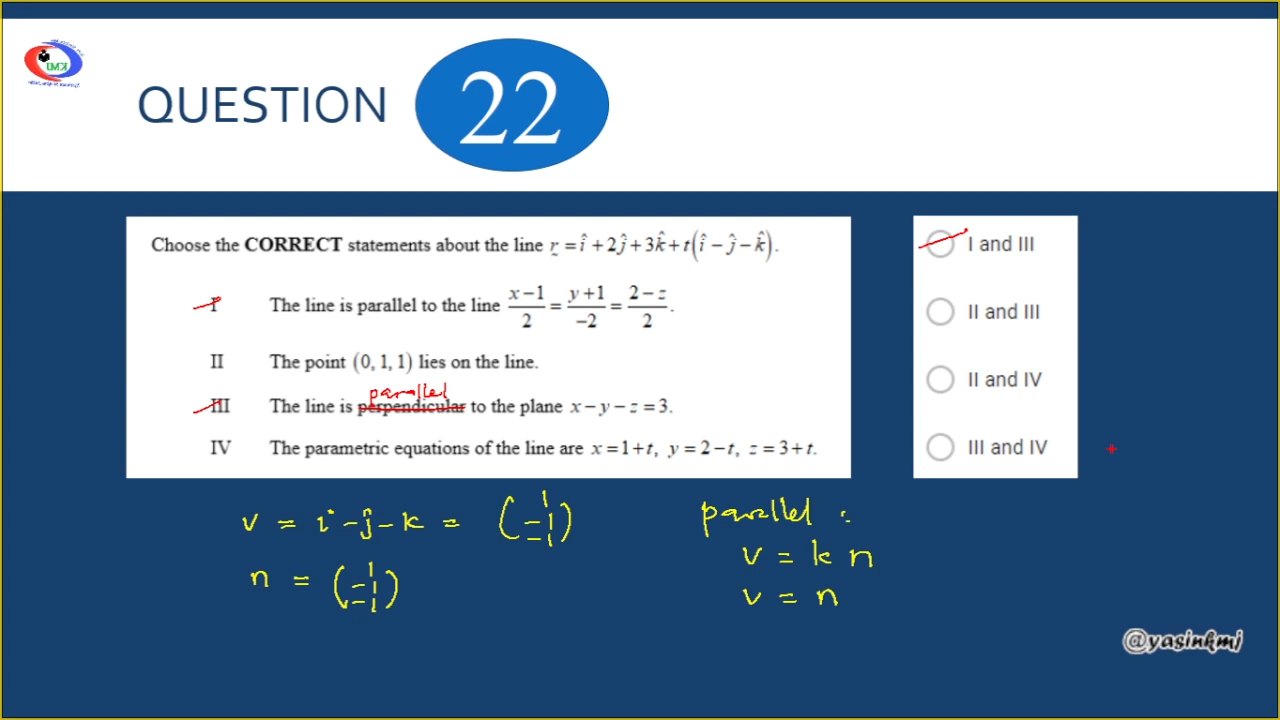 QUESTION 22
Choose the CORRECT statements about the line r = î + 2ĵ + 3k̂ + t(î − ĵ − k̂).
I The line is parallel to the line (x−1)/2 = (y+1)/−2 = (2−z)/2.
II The point (0, 1, 1) lies on the line.
parallel
III The line is perpendicular to the plane x − y − z = 3.
IV The parametric equations of the line are x = 1 + t, y = 2 − t, z = 3 + t.
I and III
II and III
II and IV
III and IV
v = i − j − k = (1 −1 −1)
n = (1 −1 −1)
parallel :
v = k n
v = n
@yasinkmj